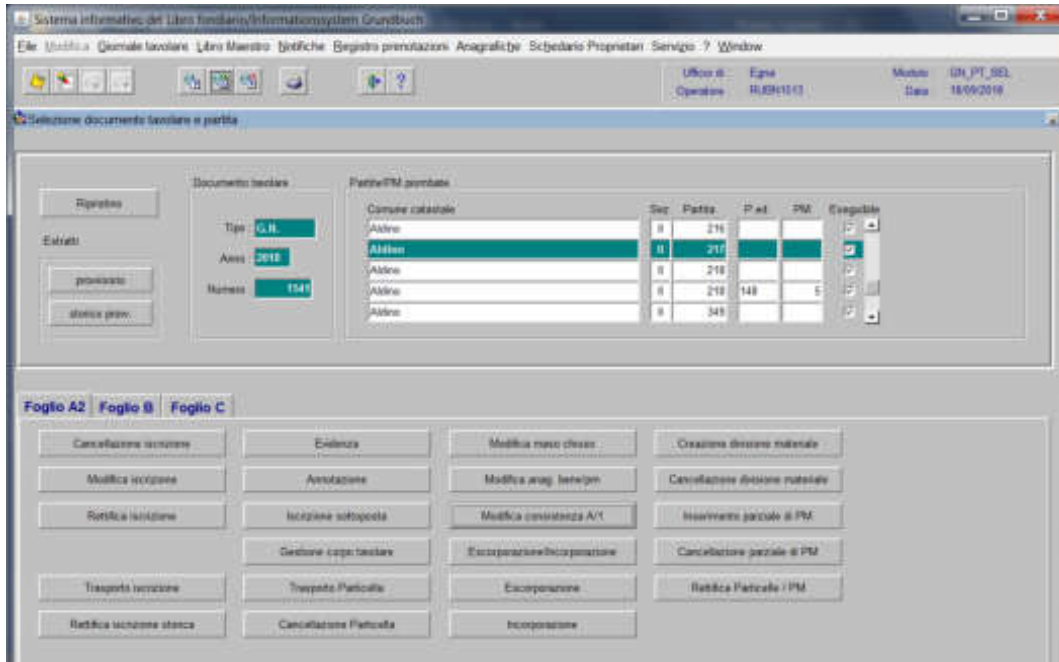 Sistema informativo del Libro fondiario/Informationssystem Grundbuch
File Modifica Giornale tavolare Libro Maestro Notifiche Registro prenotazioni Anagrafiche Schedario Proprietari Servizio ? Window
Ufficio di Egna Modulo GN_PT_SEL
Operatore Data 18/09/2018
Selezione documento tavolare e partita
Documento tavolare Partite/PM piombate
Ripristino Comune catastale Sez Partita P.ed. PM Eseguibile
Tipo G.N. Aldino II 216
Estratti Aldino II 217
Anno 2018 Aldino II 218
provvisorio Numero 1541 Aldino II 218 148 5
storico provv. Aldino II 349
Foglio A2 Foglio B Foglio C
Cancellazione iscrizione Evidenza Modifica maso chiuso Creazione divisione materiale
Modifica iscrizione Annotazione Modifica anag. bene/pm Cancellazione divisione materiale
Rettifica iscrizione Iscrizione sottoposta Modifica consistenza A/1 Inserimento parziale di PM
Gestione corpo tavolare Escorporazione/Incorporazione Cancellazione parziale di PM
Trasporto iscrizione Trasporto Particella Escorporazione Rettifica Particelle / PM
Rettifica iscrizione storica Cancellazione Particella Incorporazione